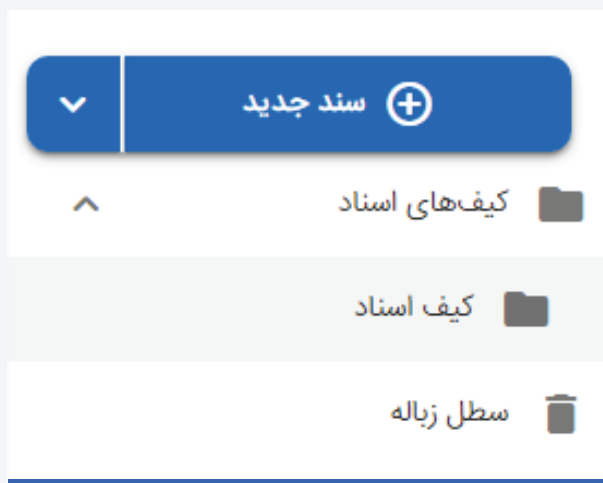 سند جدید
کیف‌های اسناد
کیف اسناد
سطل زباله